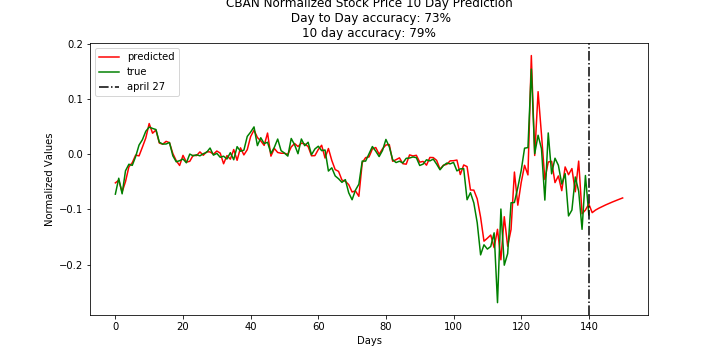 CBAN Normalized Stock Price 10 Day Prediction
Day to Day accuracy: 73%
10 day accuracy: 79%
predicted
true
april 27
Normalized Values
0.2
0.1
0.0
−0.1
−0.2
0 20 40 60 80 100 120 140
Days